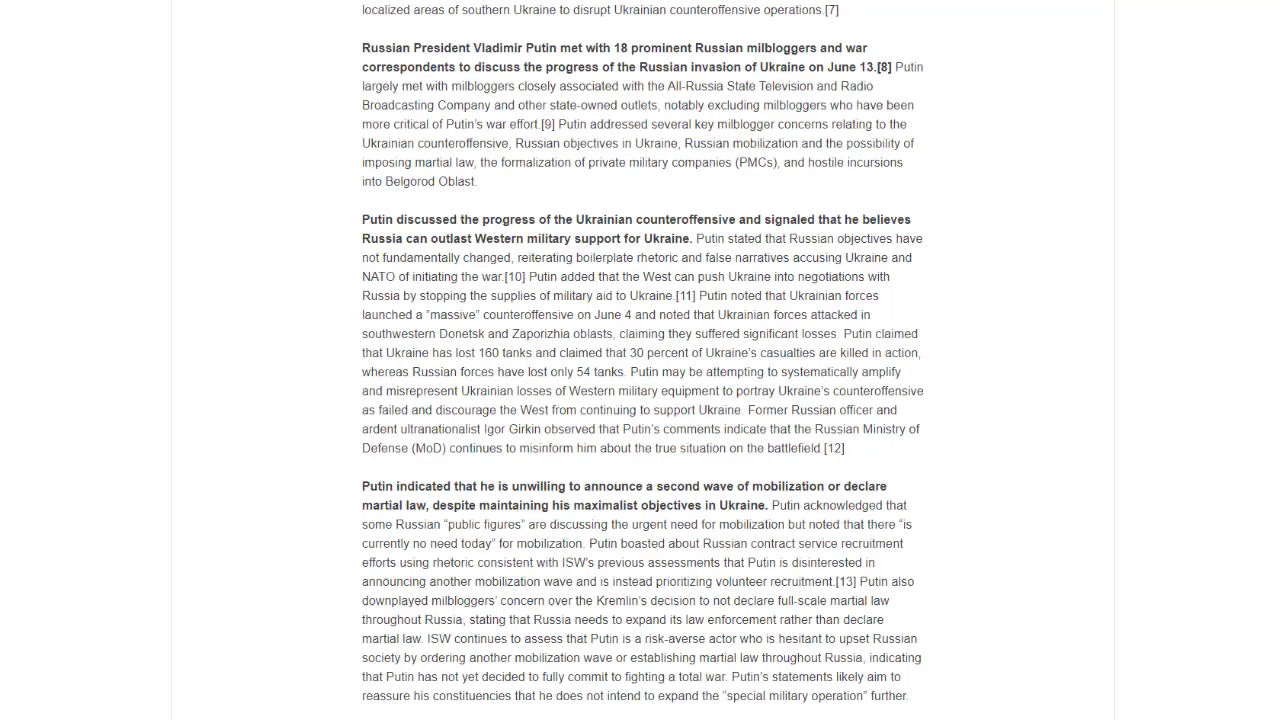 localized areas of southern Ukraine to disrupt Ukrainian counteroffensive operations.[7]
Russian President Vladimir Putin met with 18 prominent Russian milbloggers and war
correspondents to discuss the progress of the Russian invasion of Ukraine on June 13.[8] Putin
largely met with milbloggers closely associated with the All-Russia State Television and Radio
Broadcasting Company and other state-owned outlets, notably excluding milbloggers who have been
more critical of Putin's war effort.[9] Putin addressed several key milblogger concerns relating to the
Ukrainian counteroffensive, Russian objectives in Ukraine, Russian mobilization and the possibility of
imposing martial law, the formalization of private military companies (PMCs), and hostile incursions
into Belgorod Oblast.
Putin discussed the progress of the Ukrainian counteroffensive and signaled that he believes
Russia can outlast Western military support for Ukraine. Putin stated that Russian objectives have
not fundamentally changed, reiterating boilerplate rhetoric and false narratives accusing Ukraine and
NATO of initiating the war.[10] Putin added that the West can push Ukraine into negotiations with
Russia by stopping the supplies of military aid to Ukraine.[11] Putin noted that Ukrainian forces
launched a ”massive” counteroffensive on June 4 and noted that Ukrainian forces attacked in
southwestern Donetsk and Zaporizhia oblasts, claiming they suffered significant losses. Putin claimed
that Ukraine has lost 160 tanks and claimed that 30 percent of Ukraine's casualties are killed in action,
whereas Russian forces have lost only 54 tanks. Putin may be attempting to systematically amplify
and misrepresent Ukrainian losses of Western military equipment to portray Ukraine's counteroffensive
as failed and discourage the West from continuing to support Ukraine. Former Russian officer and
ardent ultranationalist Igor Girkin observed that Putin's comments indicate that the Russian Ministry of
Defense (MoD) continues to misinform him about the true situation on the battlefield.[12]
Putin indicated that he is unwilling to announce a second wave of mobilization or declare
martial law, despite maintaining his maximalist objectives in Ukraine. Putin acknowledged that
some Russian “public figures” are discussing the urgent need for mobilization but noted that there “is
currently no need today” for mobilization. Putin boasted about Russian contract service recruitment
efforts using rhetoric consistent with ISW's previous assessments that Putin is disinterested in
announcing another mobilization wave and is instead prioritizing volunteer recruitment.[13] Putin also
downplayed milbloggers' concern over the Kremlin's decision to not declare full-scale martial law
throughout Russia, stating that Russia needs to expand its law enforcement rather than declare
martial law. ISW continues to assess that Putin is a risk-averse actor who is hesitant to upset Russian
society by ordering another mobilization wave or establishing martial law throughout Russia, indicating
that Putin has not yet decided to fully commit to fighting a total war. Putin's statements likely aim to
reassure his constituencies that he does not intend to expand the “special military operation” further.